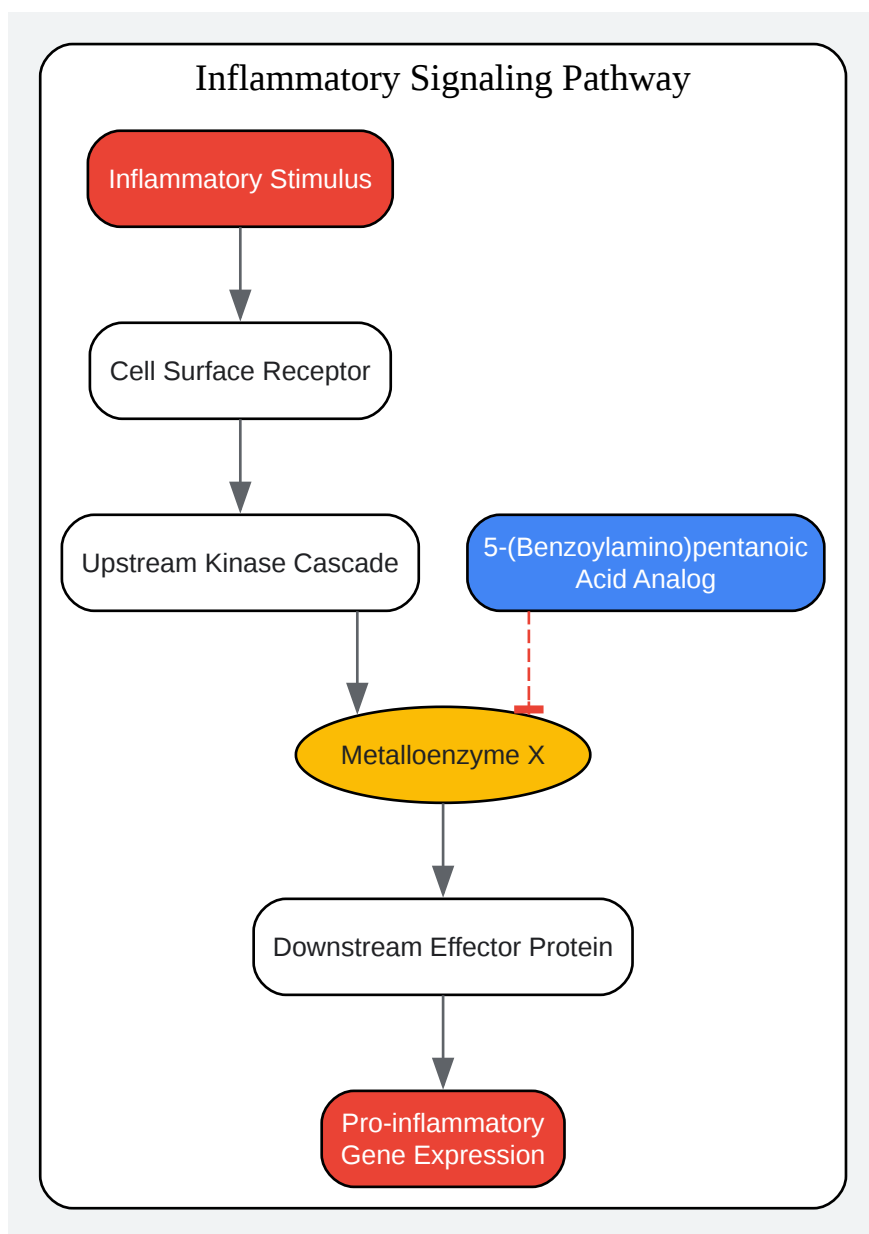 Inflammatory Signaling Pathway
Inflammatory Stimulus
Cell Surface Receptor
Upstream Kinase Cascade
5-(Benzoylamino)pentanoic
Acid Analog
Metalloenzyme X
Downstream Effector Protein
Pro-inflammatory
Gene Expression